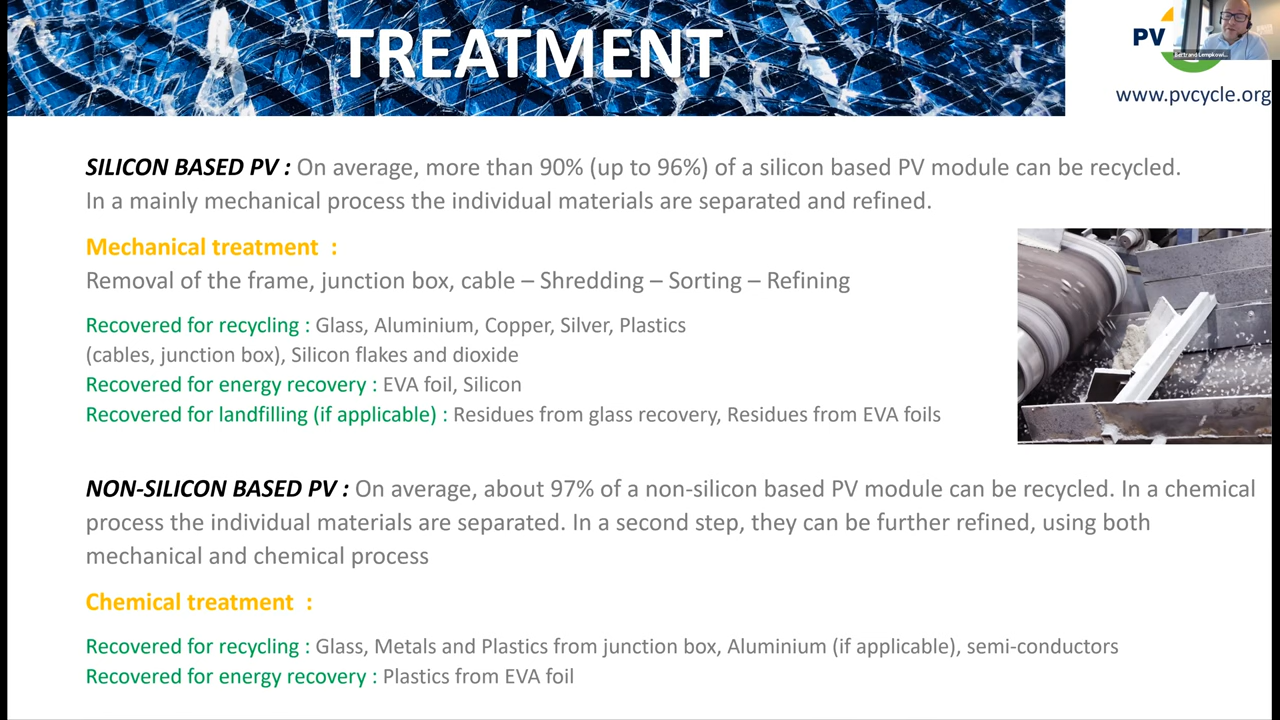 TREATMENT
PV
www.pvcycle.org
SILICON BASED PV : On average, more than 90% (up to 96%) of a silicon based PV module can be recycled.
In a mainly mechanical process the individual materials are separated and refined.
Mechanical treatment :
Removal of the frame, junction box, cable – Shredding – Sorting – Refining
Recovered for recycling : Glass, Aluminium, Copper, Silver, Plastics
(cables, junction box), Silicon flakes and dioxide
Recovered for energy recovery : EVA foil, Silicon
Recovered for landfilling (if applicable) : Residues from glass recovery, Residues from EVA foils
NON-SILICON BASED PV : On average, about 97% of a non-silicon based PV module can be recycled. In a chemical
process the individual materials are separated. In a second step, they can be further refined, using both
mechanical and chemical process
Chemical treatment :
Recovered for recycling : Glass, Metals and Plastics from junction box, Aluminium (if applicable), semi-conductors
Recovered for energy recovery : Plastics from EVA foil